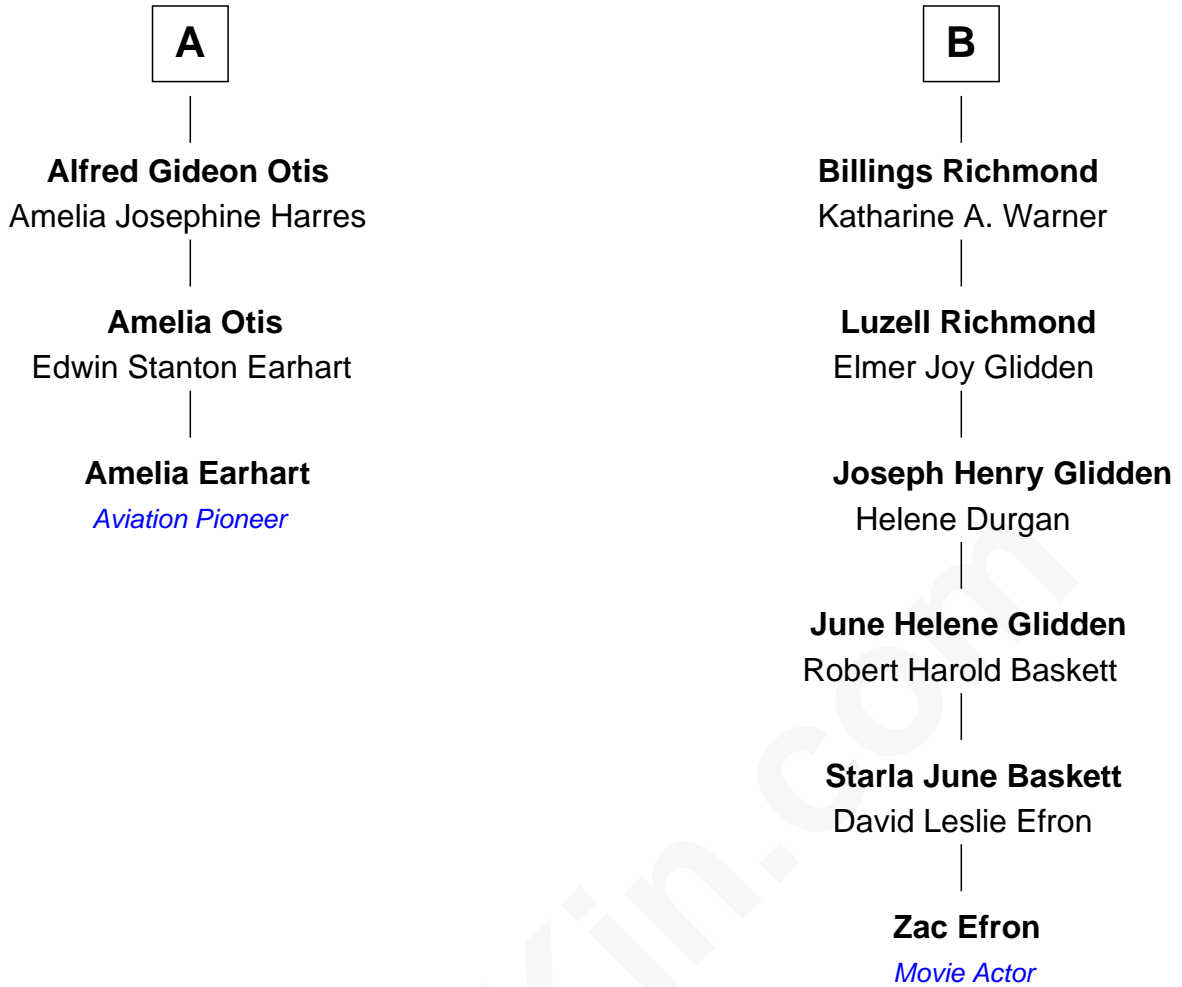 A
Alfred Gideon Otis
Amelia Josephine Harres
Amelia Otis
Edwin Stanton Earhart
Amelia Earhart
Aviation Pioneer
B
Billings Richmond
Katharine A. Warner
Luzell Richmond
Elmer Joy Glidden
Joseph Henry Glidden
Helene Durgan
June Helene Glidden
Robert Harold Baskett
Starla June Baskett
David Leslie Efron
Zac Efron
Movie Actor
Kin.com